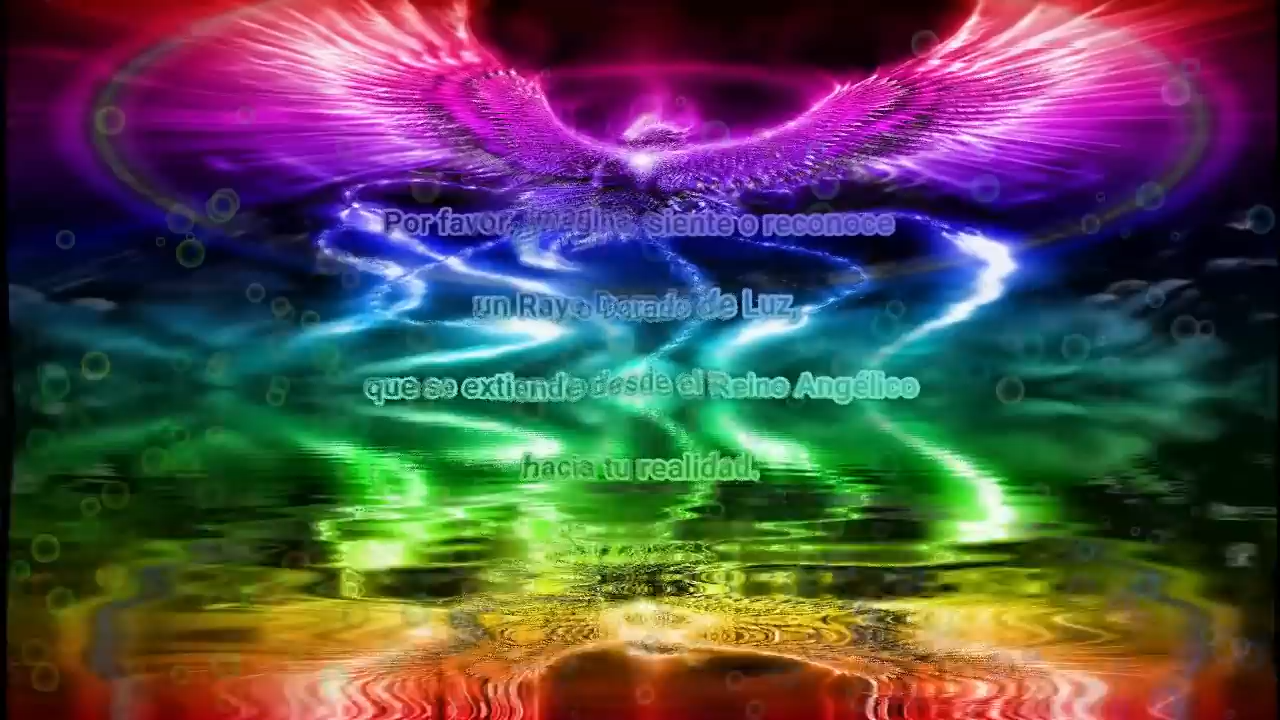 Por favor, siente o reconoce
un Rayo Dorado de Luz,
que se extiende desde el Reino Angélico
hacia tu realidad.